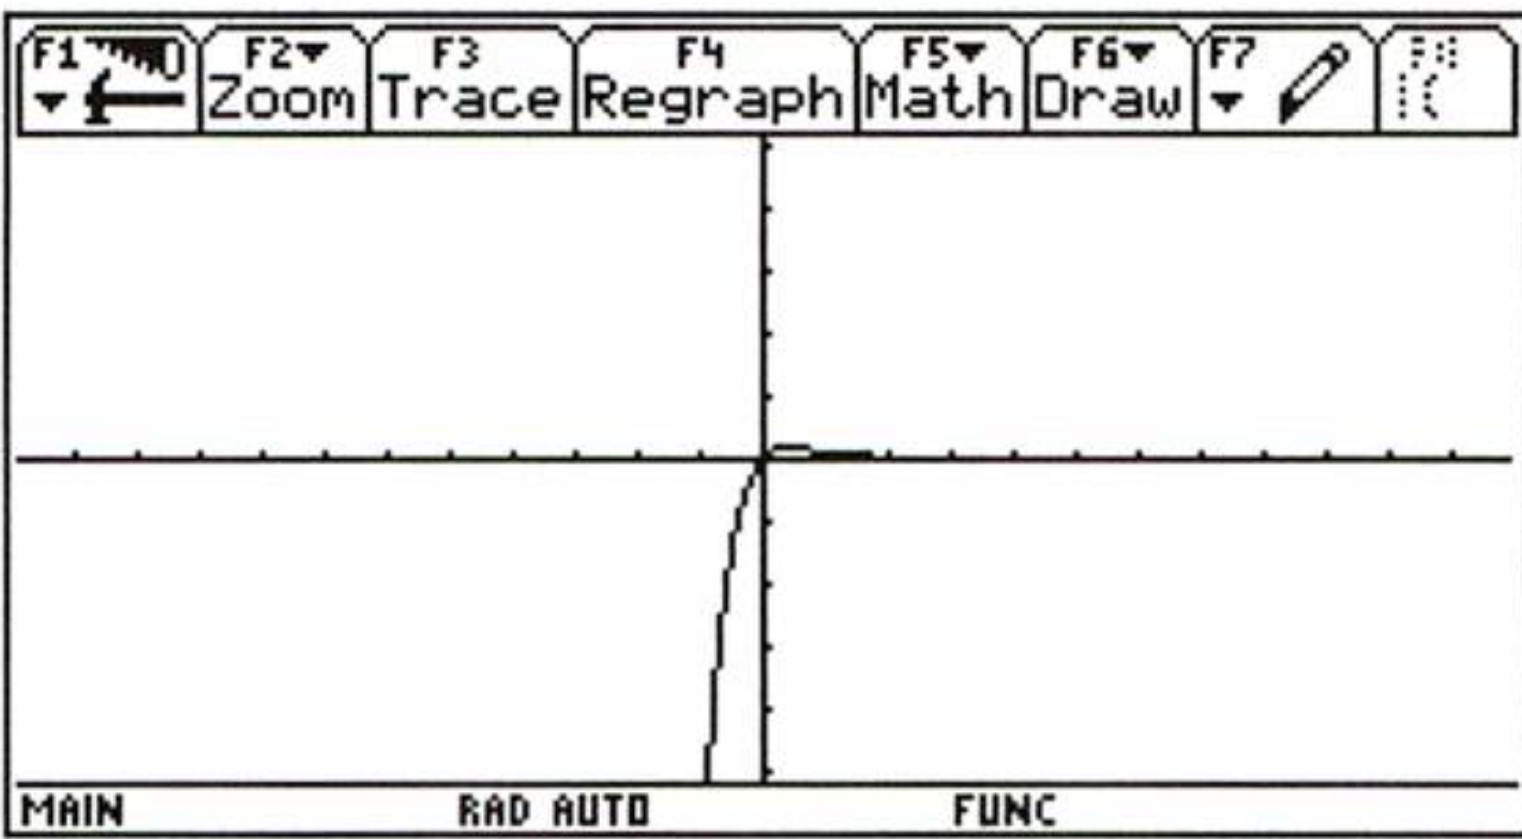 F1 F2 F3 F4 F5 F6 F7
Zoom Trace Regraph Math Draw
MAIN RAD AUTO FUNC